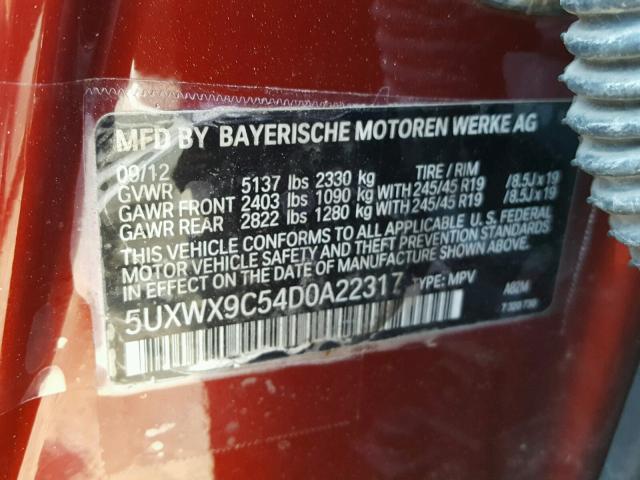 MFD BY BAYERISCHE MOTOREN WERKE AG
09/12 TIRE / RIM
GVWR 5137 lbs 2330 kg
GAWR FRONT 2403 lbs 1090 kg WITH 245/45 R19 /8.5J x 19
GAWR REAR 2822 lbs 1280 kg WITH 245/45 R19 /8.5J x 19
THIS VEHICLE CONFORMS TO ALL APPLICABLE U.S. FEDERAL
MOTOR VEHICLE SAFETY AND THEFT PREVENTION STANDARDS
IN EFFECT ON THE DATE OF MANUFACTURE SHOWN ABOVE.
5UXWX9C54D0A22317 TYPE: MPV